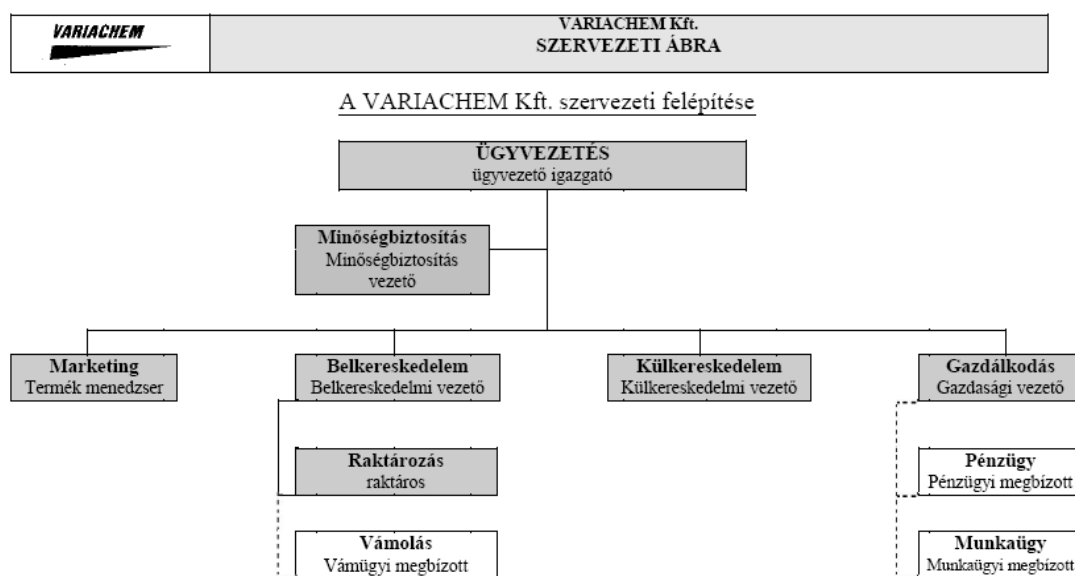 VARIACHEM
VARIACHEM Kft.
SZERVEZETI ÁBRA
A VARIACHEM Kft. szervezeti felépítése
ÜGYVEZETÉS
ügyvezető igazgató
Minőségbiztosítás
Minőségbiztosítás
vezető
Marketing
Termék menedzser
Belkereskedelem
Belkereskedelmi vezető
Külkereskedelem
Külkereskedelmi vezető
Gazdálkodás
Gazdasági vezető
Raktározás
raktáros
Pénzügy
Pénzügyi megbízott
Vámolás
Vámügyi megbízott
Munkaügy
Munkaügyi megbízott